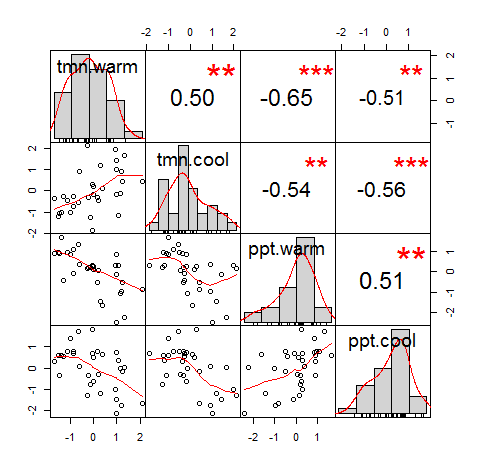 -2 -1 0 1 2 -2 -1 0 1
tmn.warm ** 0.50 *** -0.65 ** -0.51 -1 0 1 2
-2 -1 0 1 2 tmn.cool ** -0.54 *** -0.56
ppt.warm ** 0.51 -2 -1 0 1
-2 -1 0 1 ppt.cool
-1 0 1 2 -2 -1 0 1